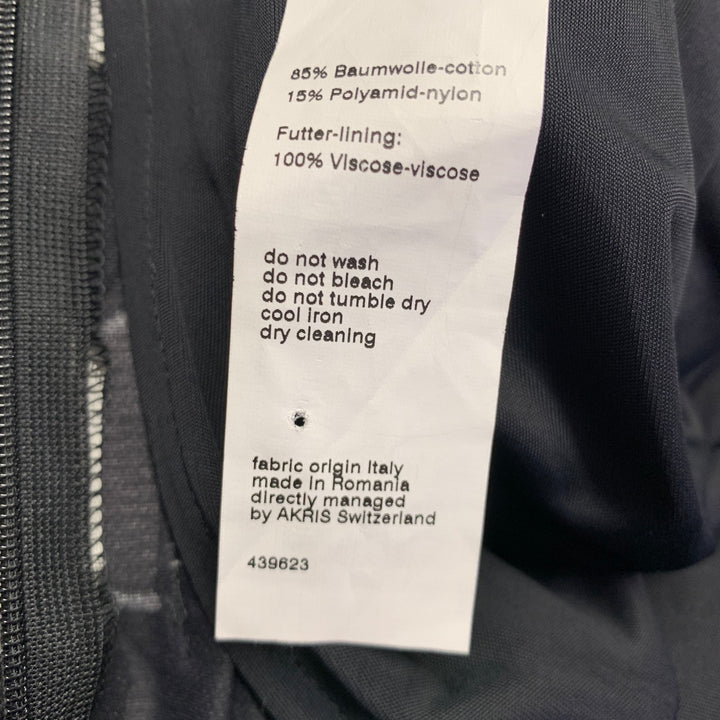 85% Baumwolle-cotton
15% Polyamid-nylon
Futter-lining:
100% Viscose-viscose
do not wash
do not bleach
do not tumble dry
cool iron
dry cleaning
fabric origin Italy
made in Romania
directly managed
by AKRIS Switzerland
439623